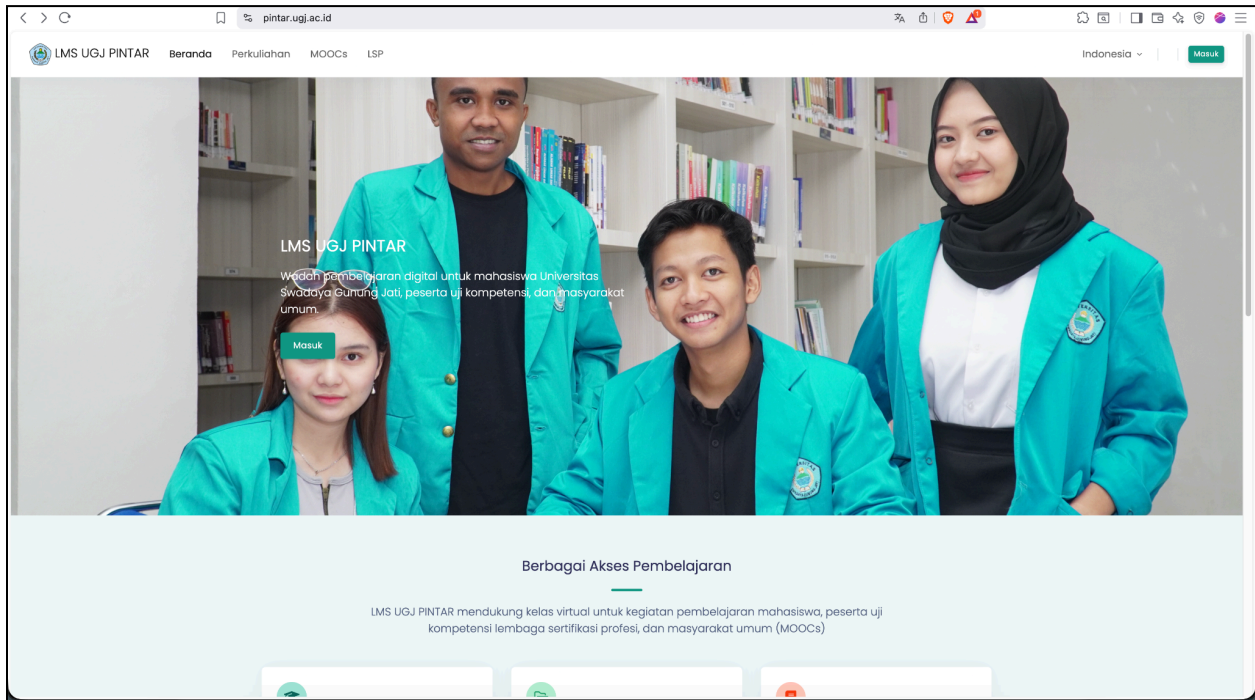 pintar.ugj.ac.id
LMS UGJ PINTAR Beranda Perkuliahan MOOCs LSP Indonesia Masuk
LMS UGJ PINTAR
Wadah pembelajaran digital untuk mahasiswa Universitas
Swadaya Gunung Jati, peserta uji kompetensi, dan masyarakat
umum.
Masuk
Berbagai Akses Pembelajaran
LMS UGJ PINTAR mendukung kelas virtual untuk kegiatan pembelajaran mahasiswa, peserta uji
kompetensi lembaga sertifikasi profesi, dan masyarakat umum (MOOCs)